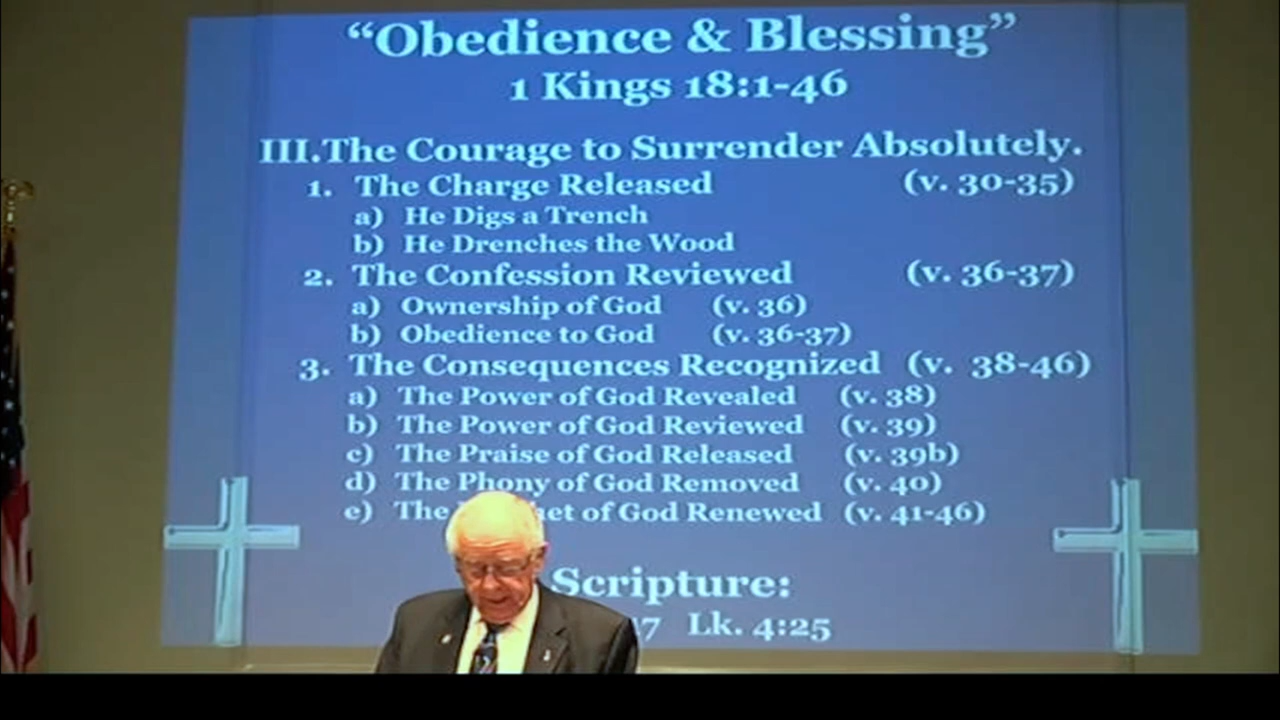 “Obedience & Blessing”
1 Kings 18:1-46
III.The Courage to Surrender Absolutely.
1. The Charge Released (v. 30-35)
a) He Digs a Trench
b) He Drenches the Wood
2. The Confession Reviewed (v. 36-37)
a) Ownership of God (v. 36)
b) Obedience to God (v. 36-37)
3. The Consequences Recognized (v. 38-46)
a) The Power of God Revealed (v. 38)
b) The Power of God Reviewed (v. 39)
c) The Praise of God Released (v. 39b)
d) The Phony of God Removed (v. 40)
e) The of God Renewed (v. 41-46)
Scripture:
Lk. 4:25